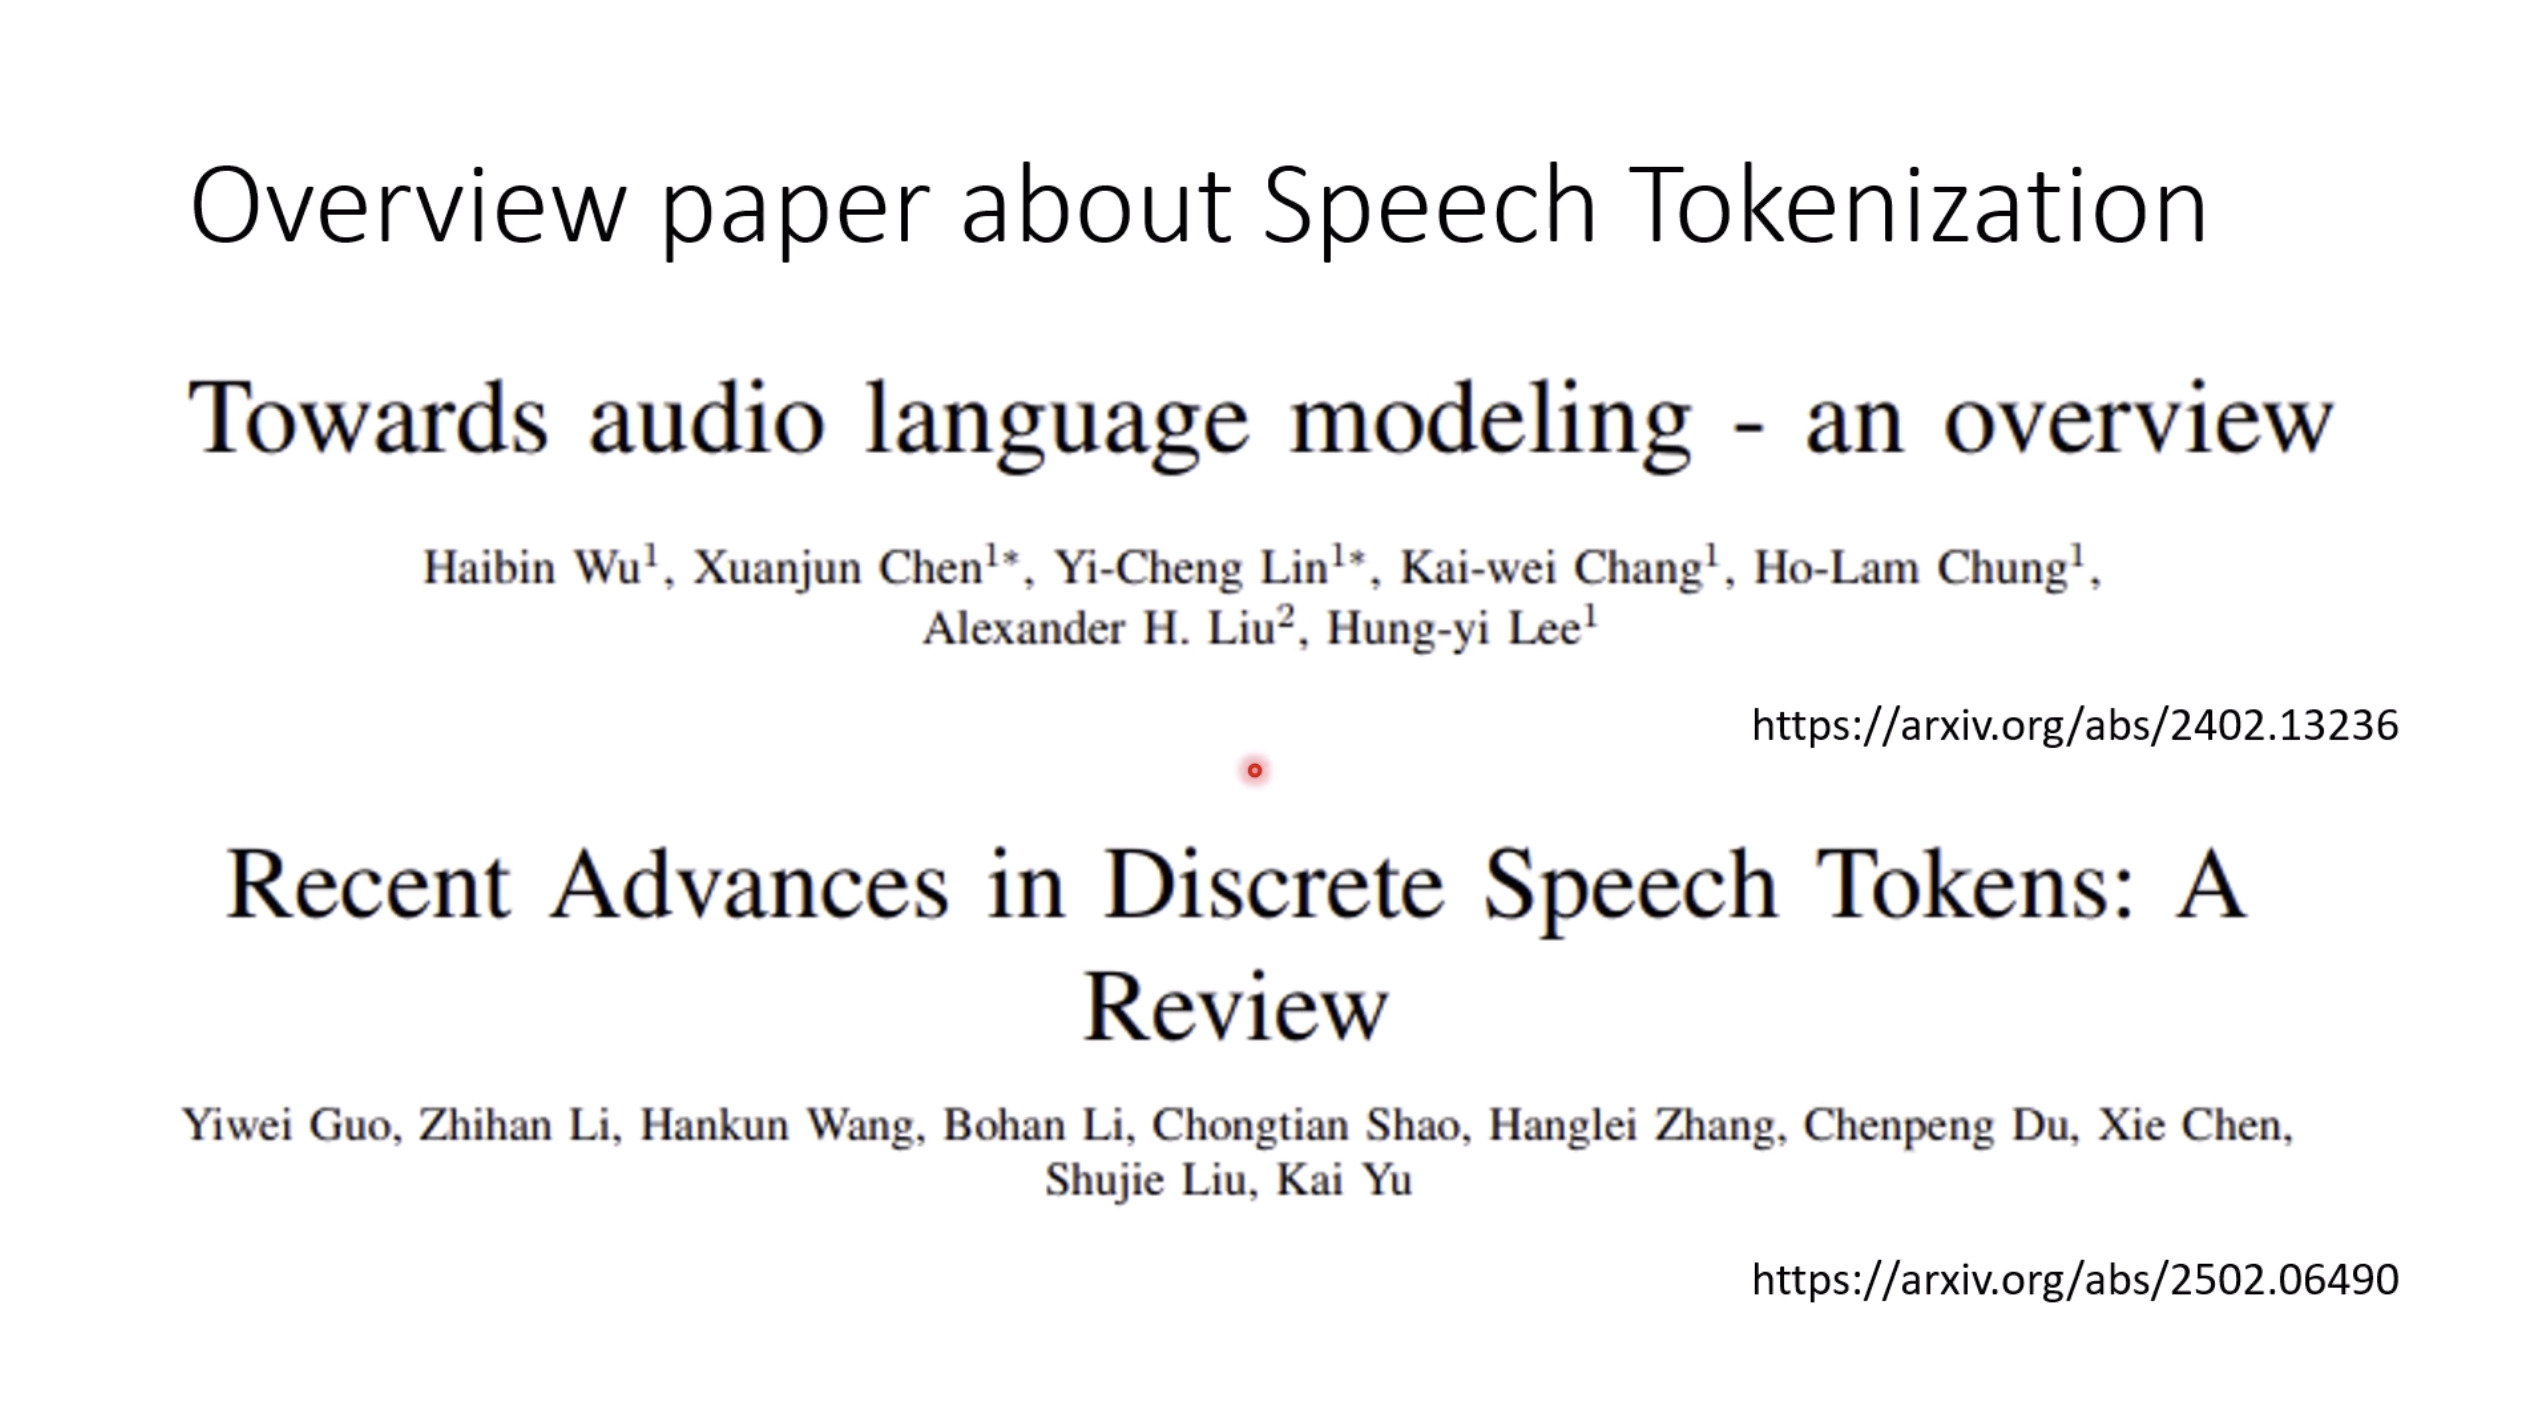 Overview paper about Speech Tokenization
Towards audio language modeling - an overview
Haibin Wu¹, Xuanjun Chen¹*, Yi-Cheng Lin¹*, Kai-wei Chang¹, Ho-Lam Chung¹,
Alexander H. Liu², Hung-yi Lee¹
https://arxiv.org/abs/2402.13236
Recent Advances in Discrete Speech Tokens: A
Review
Yiwei Guo, Zhihan Li, Hankun Wang, Bohan Li, Chongtian Shao, Hanglei Zhang, Chenpeng Du, Xie Chen,
Shujie Liu, Kai Yu
https://arxiv.org/abs/2502.06490